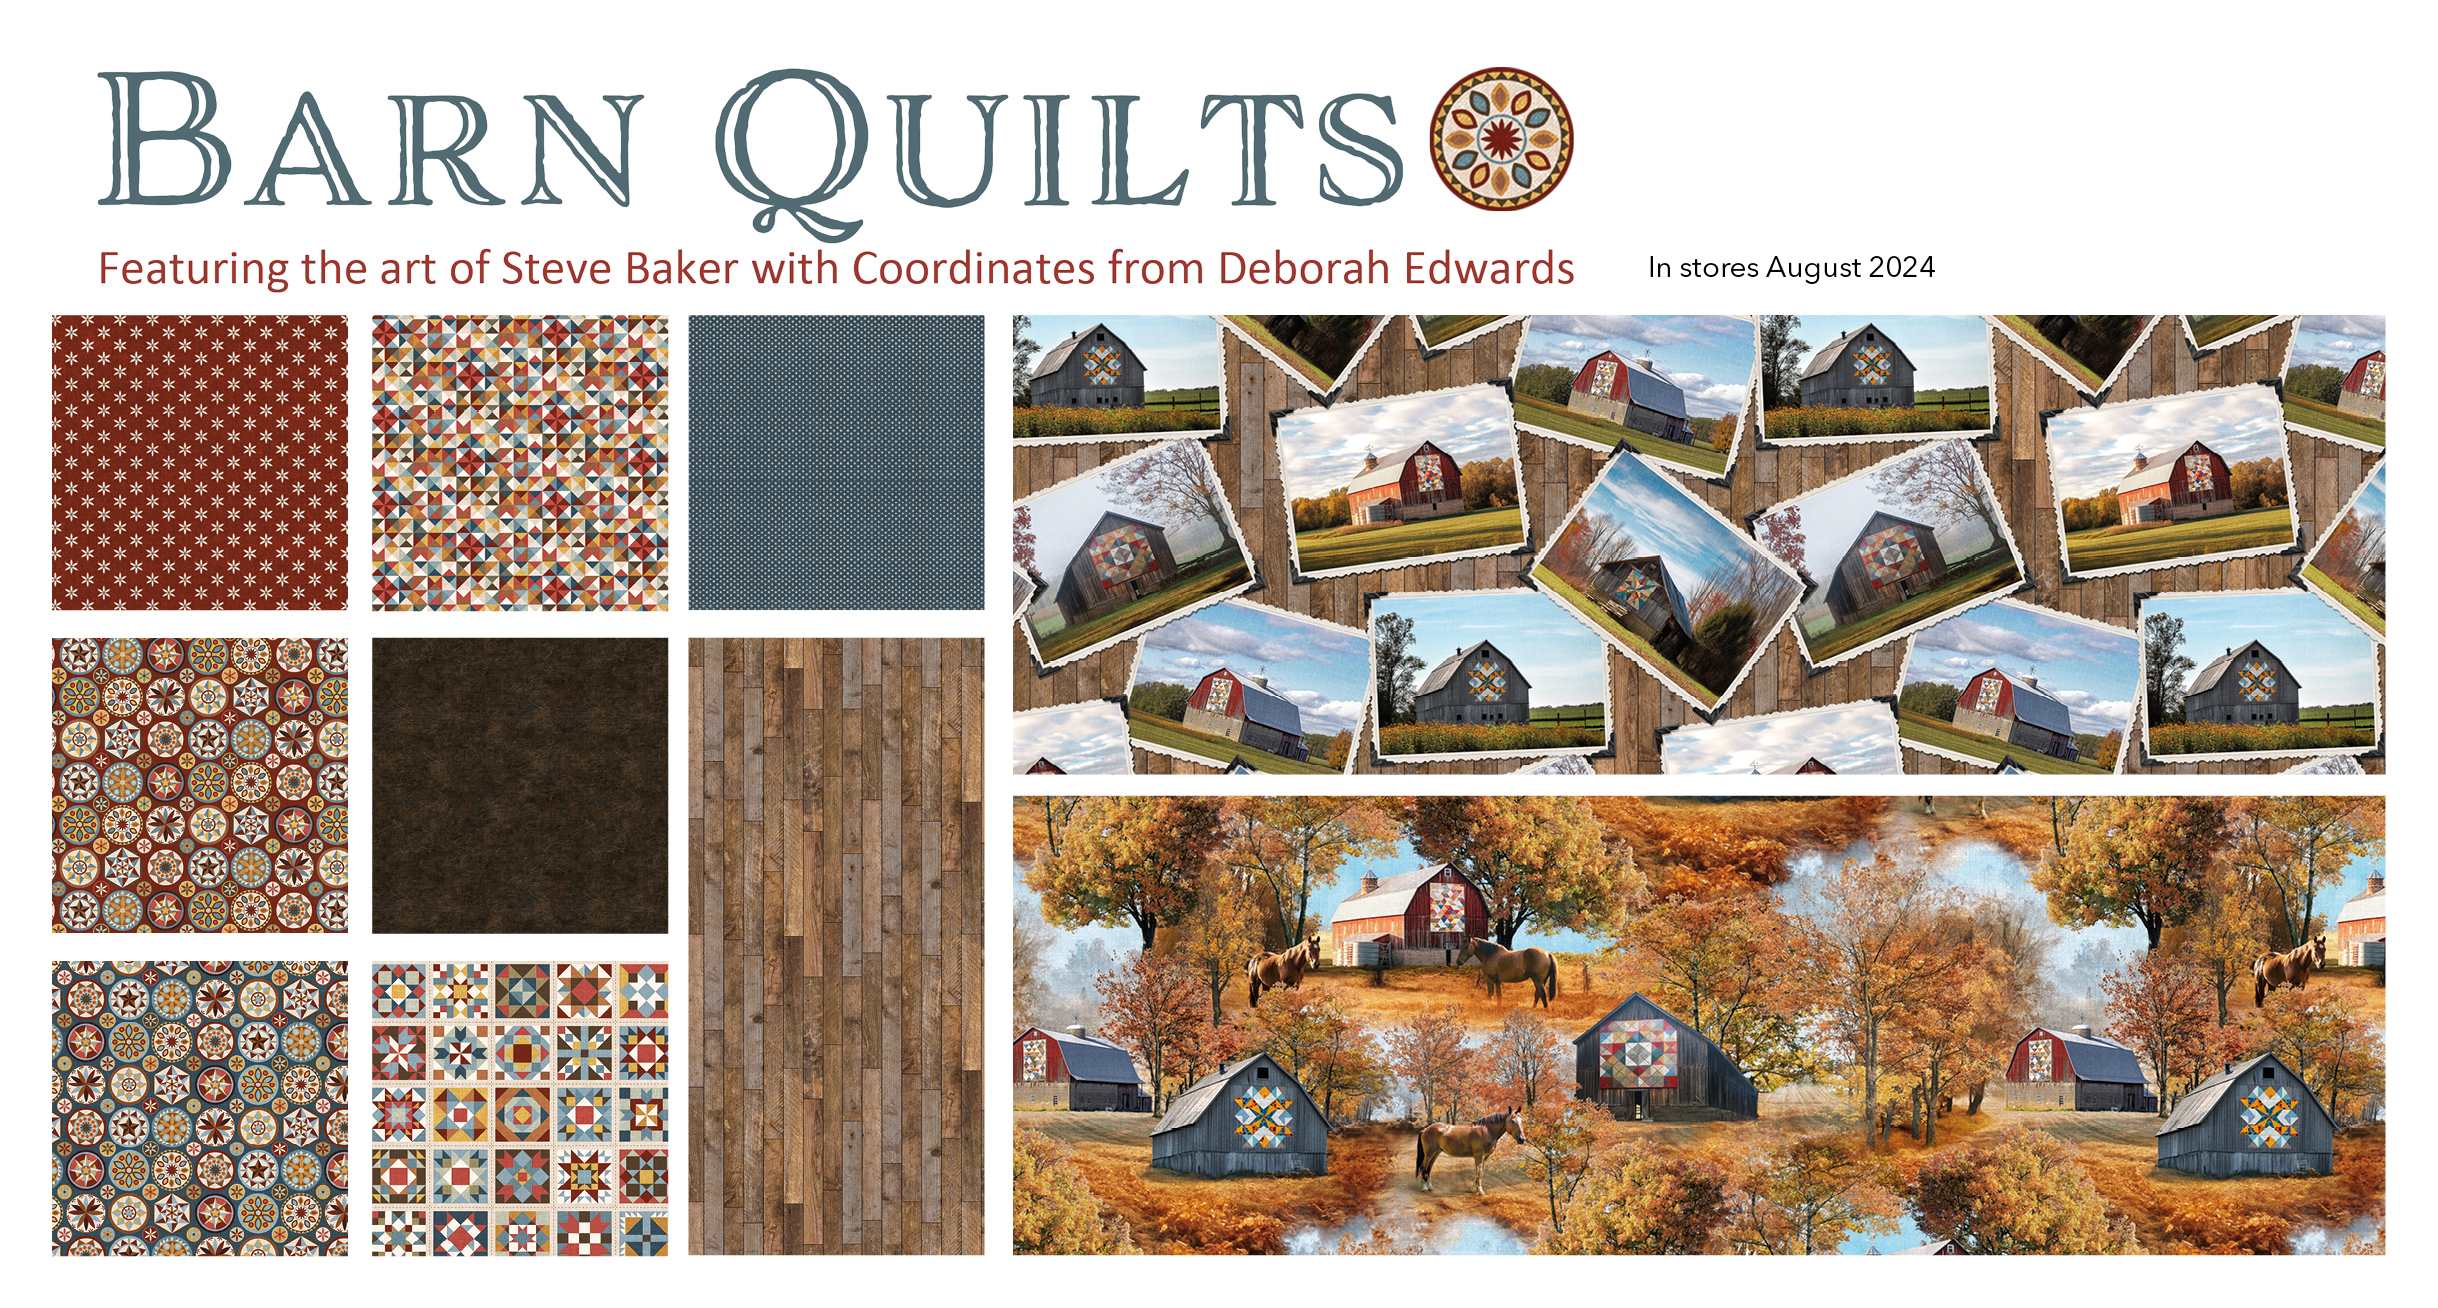 BARN QUILTS
Featuring the art of Steve Baker with Coordinates from Deborah Edwards
In stores August 2024